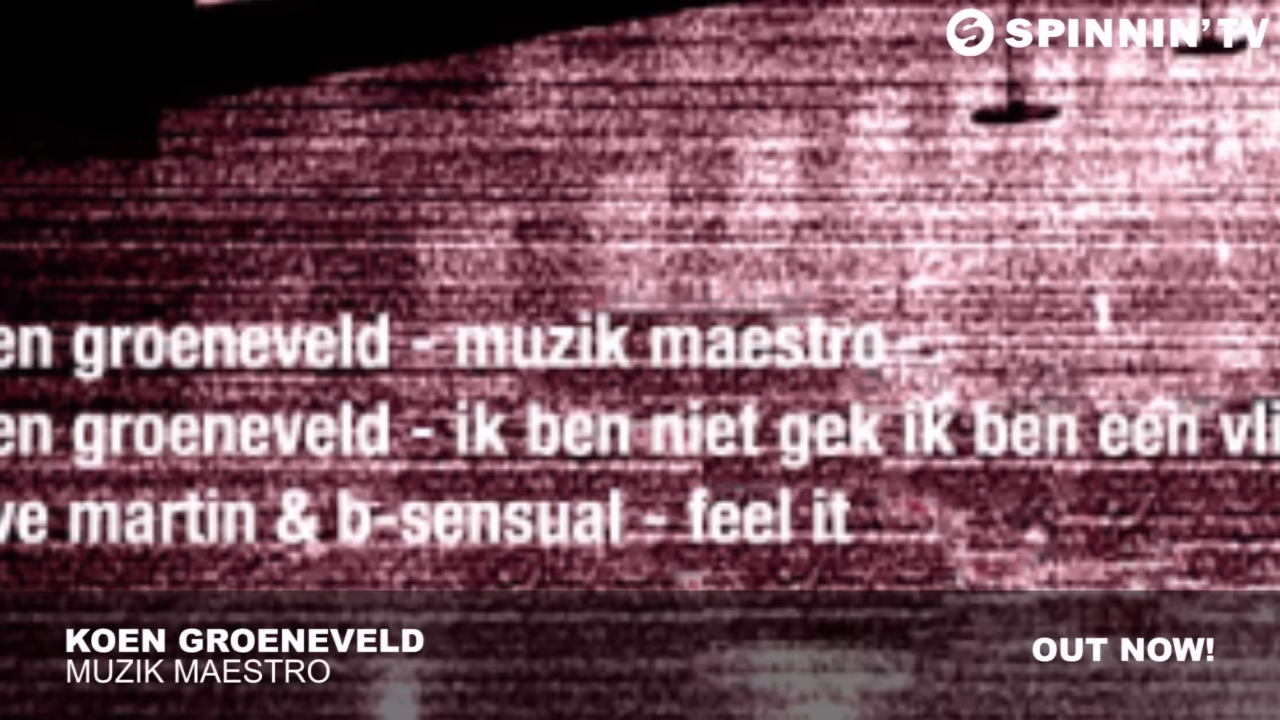 SPINNIN' TV
en groeneveld - muzik maestro
en groeneveld - ik ben niet gek ik ben een vli
ve martin & b-sensual - feel it
KOEN GROENEVELD
MUZIK MAESTRO
OUT NOW!